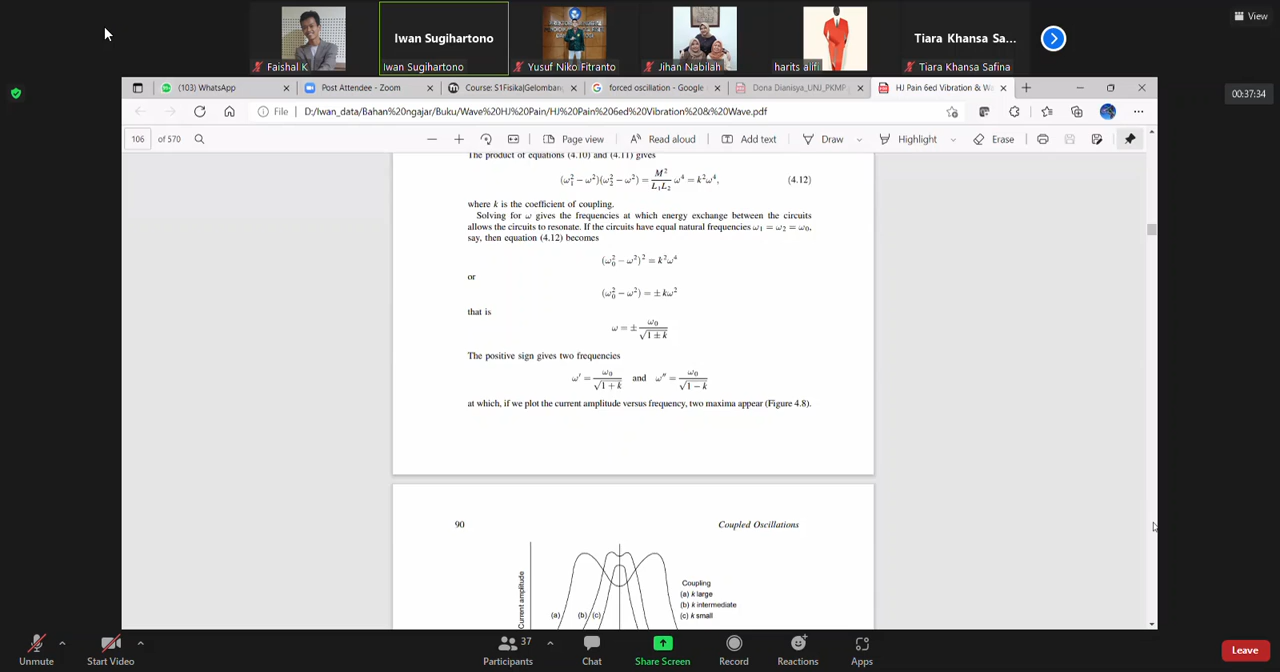 View
Iwan Sugihartono
Tiara Khansa Sa...
Faishal K
Iwan Sugihartono
Yusuf Niko Fitranto
Jihan Nabilah
harits alifi
Tiara Khansa Safina
00:37:34
(103) WhatsApp
Post Attendee - Zoom
Course: S1Fisika|Gelomban
forced oscillation - Google
Dona Dianisya_UNJ_PKMP
HJ Pain 6ed Vibration & Wa
File
D:/Iwan_data/Bahan%20ngajar/Buku/Wave%20HJ%20Pain/HJ%20Pain%206ed%20Vibration%20&%20Wave.pdf
106 of 570
Page view
Read aloud
Add text
Draw
Highlight
Erase
The product of equations (4.10) and (4.11) gives
(ω₁² − ω²)(ω₂² − ω²) = M²/L₁L₂ ω⁴ = k²ω⁴, (4.12)
where k is the coefficient of coupling.
Solving for ω gives the frequencies at which energy exchange between the circuits
allows the circuits to resonate. If the circuits have equal natural frequencies ω₁ = ω₂ = ω₀,
say, then equation (4.12) becomes
(ω₀² − ω²)² = k²ω⁴
or
(ω₀² − ω²) = ± kω²
that is
ω = ± ω₀/√(1 ± k)
The positive sign gives two frequencies
ω′ = ω₀/√(1 + k) and ω″ = ω₀/√(1 − k)
at which, if we plot the current amplitude versus frequency, two maxima appear (Figure 4.8).
90 Coupled Oscillations
Current amplitude
Coupling
(a) k large
(b) k intermediate
(c) k small
(a) (b) (c)
Unmute
Start Video
37
Participants
Chat
Share Screen
Record
Reactions
Apps
Leave